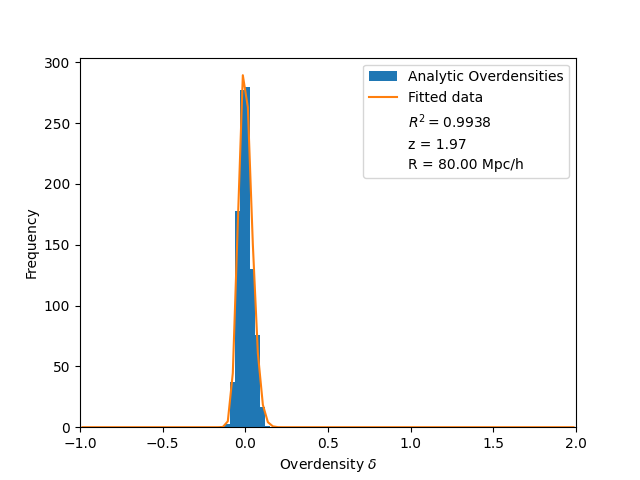 300
250
200
150
100
50
0
Frequency
−1.0 −0.5 0.0 0.5 1.0 1.5 2.0
Overdensity δ
Analytic Overdensities
Fitted data
R² = 0.9938
z = 1.97
R = 80.00 Mpc/h